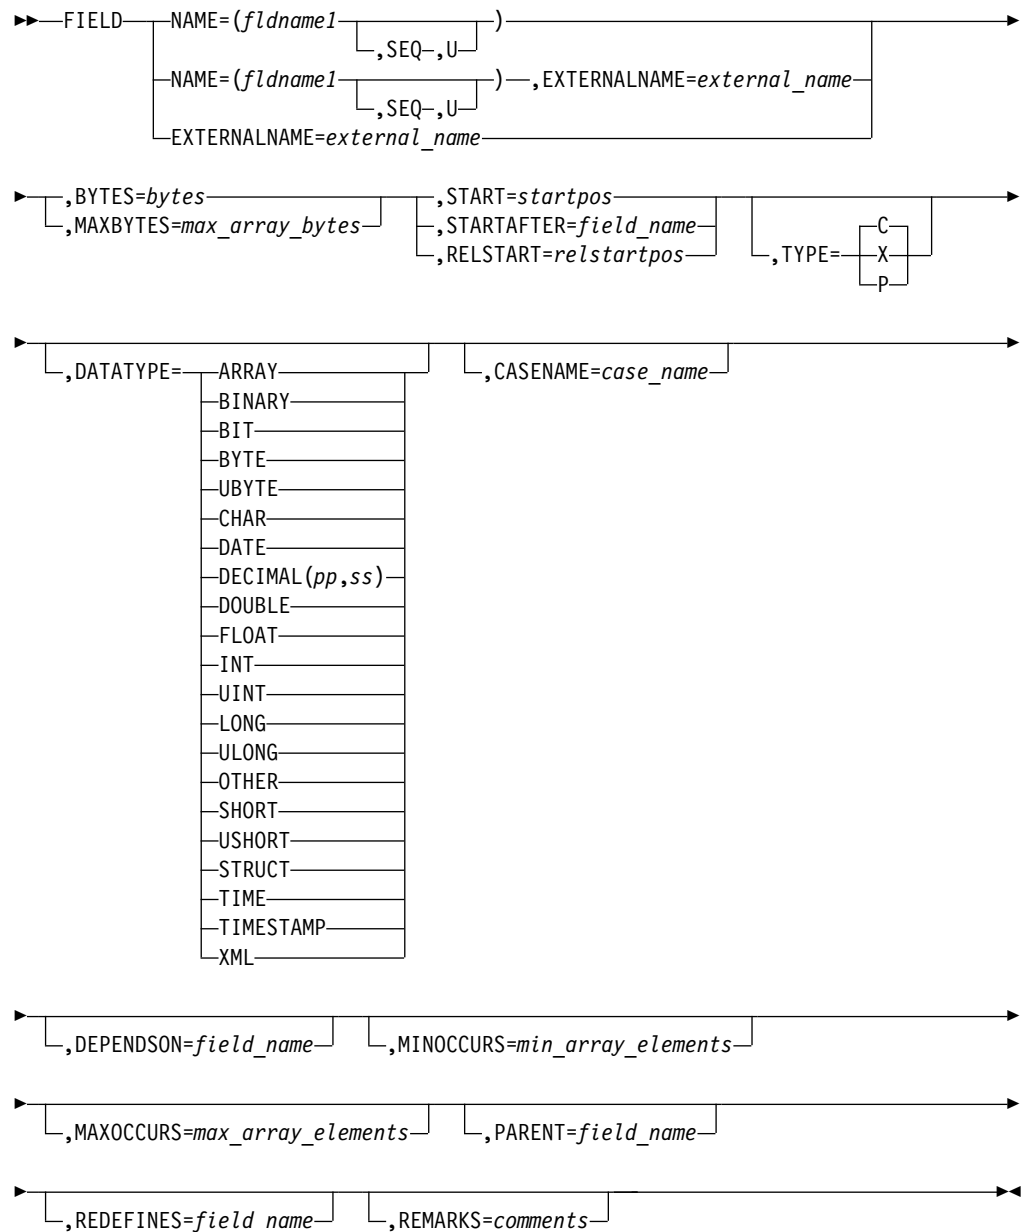 FIELD NAME=(fldname1 )
,SEQ ,U
NAME=(fldname1 ) ,EXTERNALNAME=external_name
,SEQ ,U
EXTERNALNAME=external_name
,BYTES=bytes ,START=startpos
,MAXBYTES=max_array_bytes ,STARTAFTER=field_name C
,RELSTART=relstartpos ,TYPE= X
P
,DATATYPE= ARRAY ,CASENAME=case_name
BINARY
BIT
BYTE
UBYTE
CHAR
DATE
DECIMAL(pp,ss)
DOUBLE
FLOAT
INT
UINT
LONG
ULONG
OTHER
SHORT
USHORT
STRUCT
TIME
TIMESTAMP
XML
,DEPENDSON=field_name ,MINOCCURS=min_array_elements
,MAXOCCURS=max_array_elements ,PARENT=field_name
,REDEFINES=field_name ,REMARKS=comments